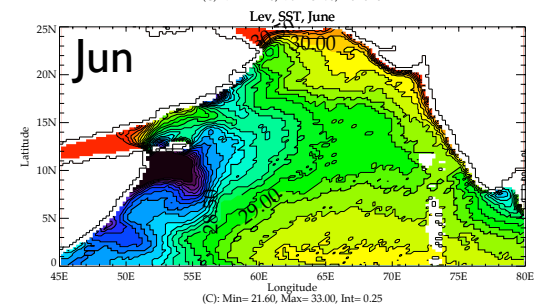 Lev, SST, June
Jun
30.00
29.00
25N
20N
15N
10N
5N
0
Latitude
45E 50E 55E 60E 65E 70E 75E 80E
Longitude
(C): Min= 21.60, Max= 33.00, Int= 0.25